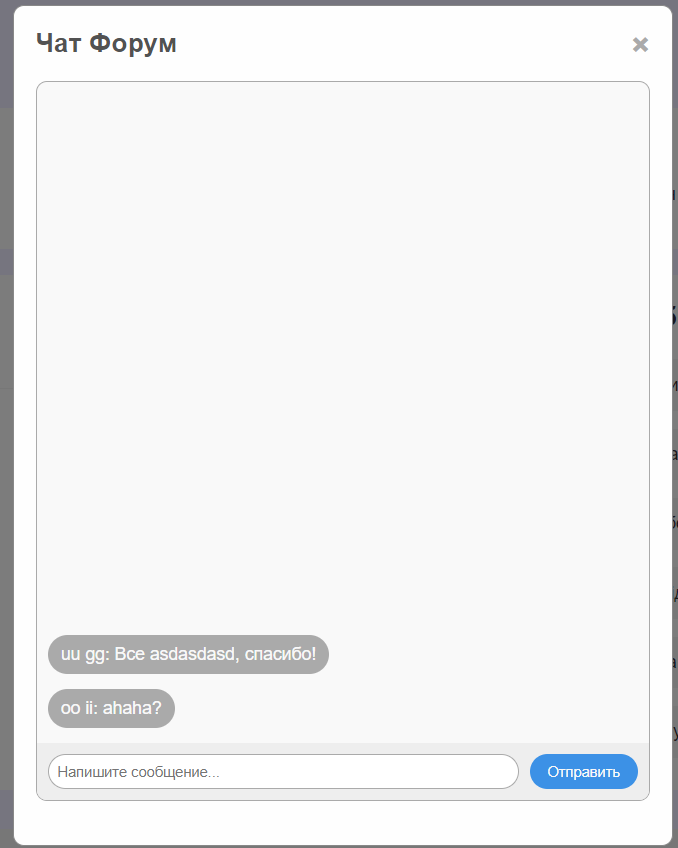 Чат Форум
uu gg: Все asdasdasd, спасибо!
oo ii: ahaha?
Напишите сообщение...
Отправить